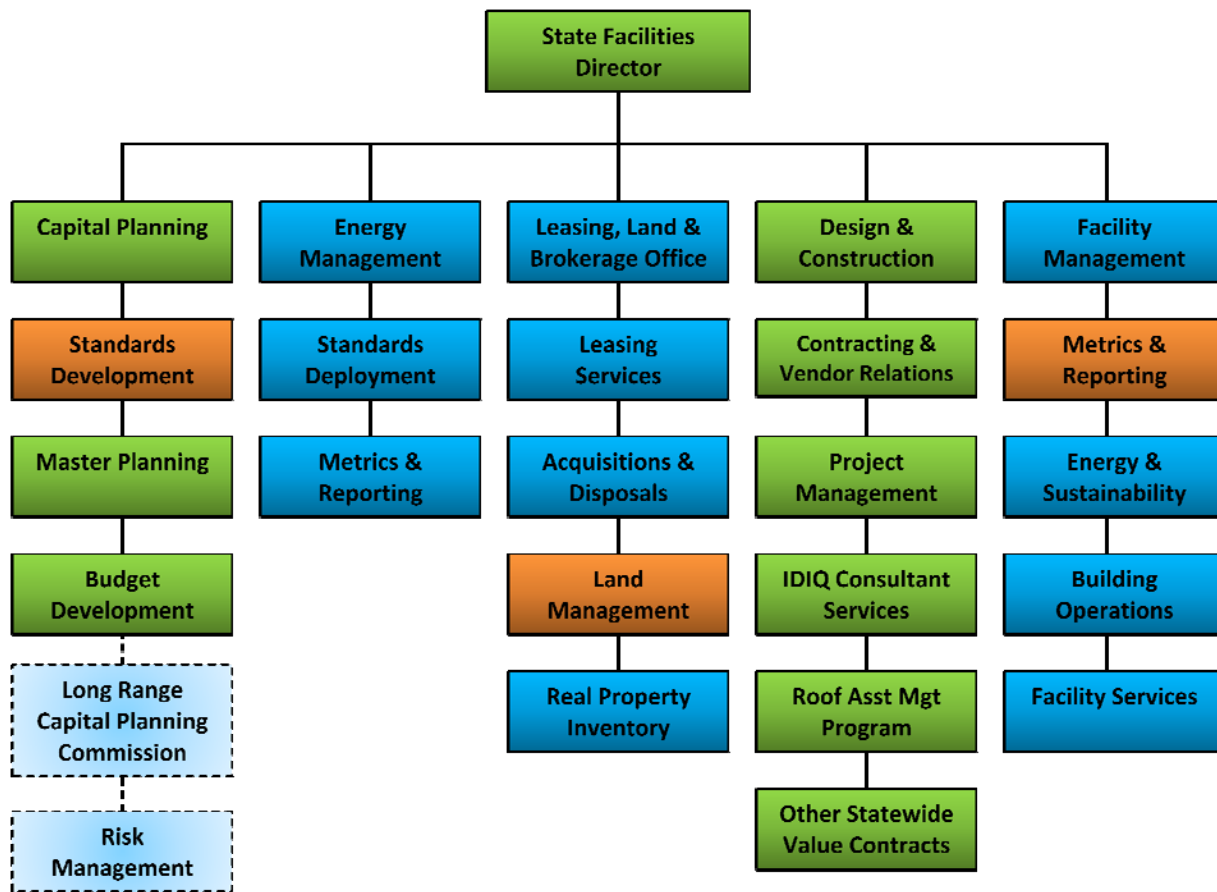 State Facilities
Director
Capital Planning
Energy
Management
Leasing, Land &
Brokerage Office
Design &
Construction
Facility
Management
Standards
Development
Standards
Deployment
Leasing
Services
Contracting &
Vendor Relations
Metrics &
Reporting
Master Planning
Metrics &
Reporting
Acquisitions &
Disposals
Project
Management
Energy &
Sustainability
Budget
Development
Land
Management
IDIQ Consultant
Services
Building
Operations
Long Range
Capital Planning
Commission
Real Property
Inventory
Roof Asst Mgt
Program
Facility Services
Risk
Management
Other Statewide
Value Contracts